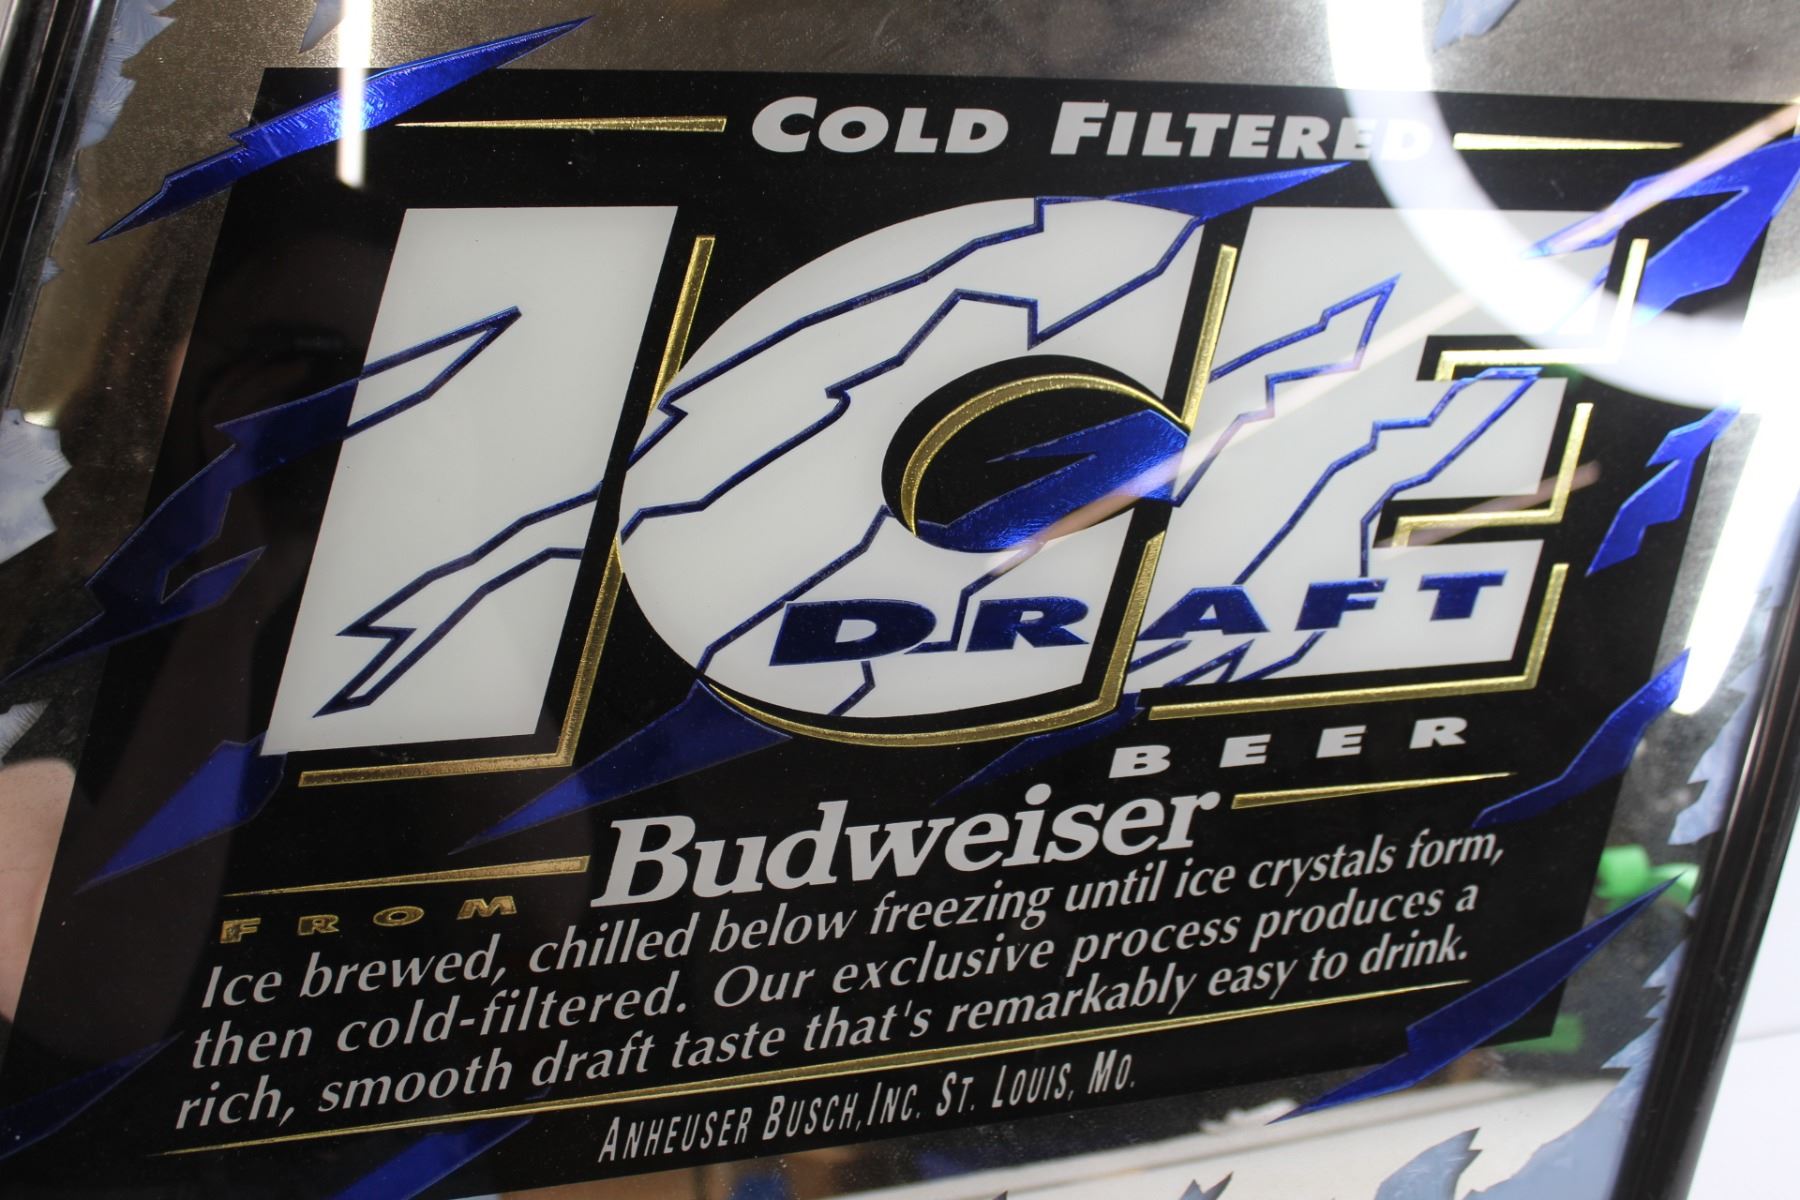 COLD FILTERED
ICE
DRAFT
BEER
FROM Budweiser
Ice brewed, chilled below freezing until ice crystals form,
then cold-filtered. Our exclusive process produces a
rich, smooth draft taste that's remarkably easy to drink.
ANHEUSER BUSCH, INC. ST. LOUIS, MO.